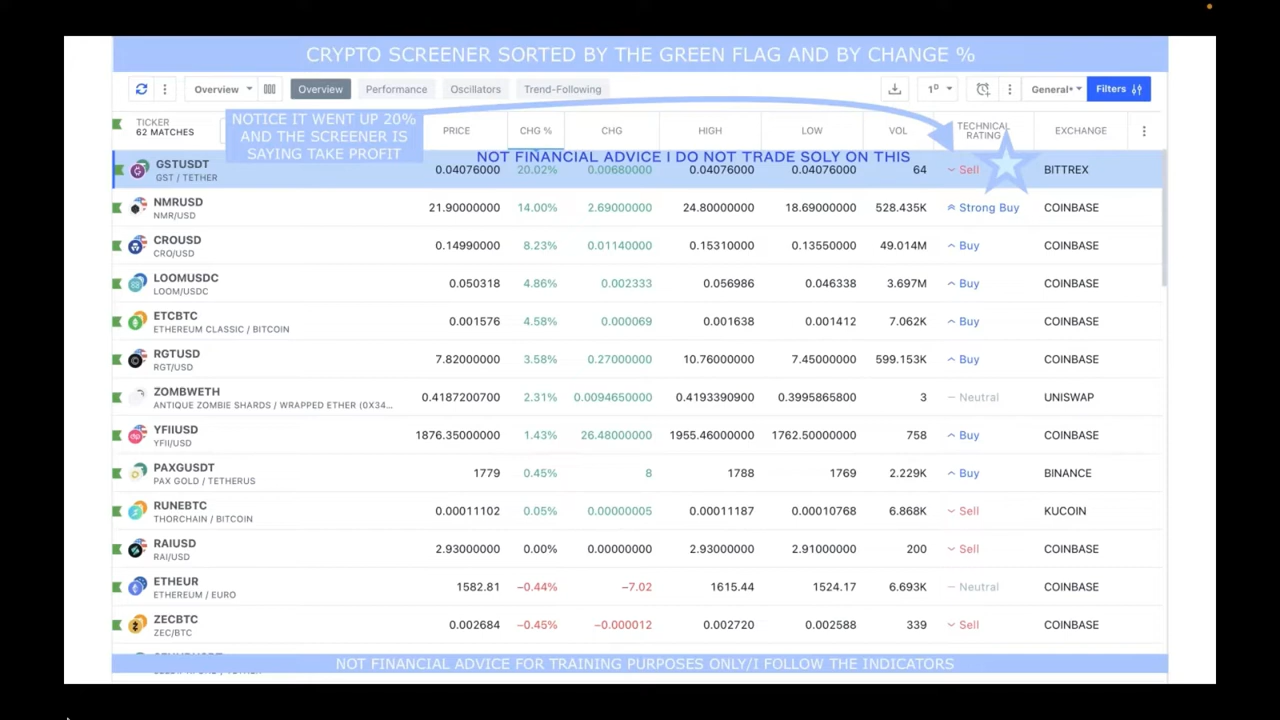 CRYPTO SCREENER SORTED BY THE GREEN FLAG AND BY CHANGE %
Overview Overview Performance Oscillators Trend-Following 1D General* Filters
NOTICE IT WENT UP 20%
AND THE SCREENER IS
SAYING TAKE PROFIT
TICKER
62 MATCHES
PRICE CHG % CHG HIGH LOW VOL TECHNICAL RATING EXCHANGE
NOT FINANCIAL ADVICE I DO NOT TRADE SOLY ON THIS
GSTUSDT 0.04076000 20.02% 0.00680000 0.04076000 0.04076000 64 Sell BITTREX
GST / TETHER
NMRUSD 21.90000000 14.00% 2.69000000 24.80000000 18.69000000 528.435K Strong Buy COINBASE
NMR/USD
CROUSD 0.14990000 8.23% 0.01140000 0.15310000 0.13550000 49.014M Buy COINBASE
CRO/USD
LOOMUSDC 0.050318 4.86% 0.002333 0.056986 0.046338 3.697M Buy COINBASE
LOOM/USDC
ETCBTC 0.001576 4.58% 0.000069 0.001638 0.001412 7.062K Buy COINBASE
ETHEREUM CLASSIC / BITCOIN
RGTUSD 7.82000000 3.58% 0.27000000 10.76000000 7.45000000 599.153K Buy COINBASE
RGT/USD
ZOMBWETH 0.4187200700 2.31% 0.0094650000 0.4193390900 0.3995865800 3 Neutral UNISWAP
ANTIQUE ZOMBIE SHARDS / WRAPPED ETHER (0X34...
YFIIUSD 1876.35000000 1.43% 26.48000000 1955.46000000 1762.50000000 758 Buy COINBASE
YFII/USD
PAXGUSDT 1779 0.45% 8 1788 1769 2.229K Buy BINANCE
PAX GOLD / TETHERUS
RUNEBTC 0.00011102 0.05% 0.00000005 0.00011187 0.00010768 6.868K Sell KUCOIN
THORCHAIN / BITCOIN
RAIUSD 2.93000000 0.00% 0.00000000 2.93000000 2.91000000 200 Sell COINBASE
RAI/USD
ETHEUR 1582.81 −0.44% −7.02 1615.44 1524.17 6.693K Neutral COINBASE
ETHEREUM / EURO
ZECBTC 0.002684 −0.45% −0.000012 0.002720 0.002588 339 Sell COINBASE
ZEC/BTC
NOT FINANCIAL ADVICE FOR TRAINING PURPOSES ONLY/I FOLLOW THE INDICATORS